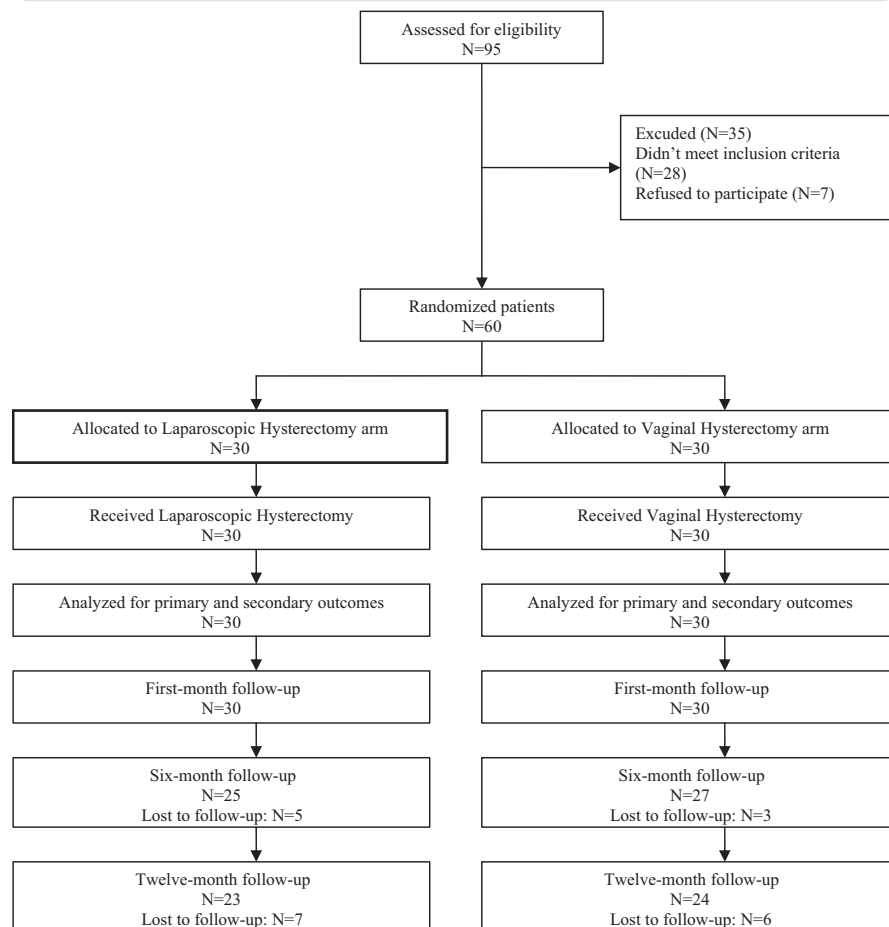 Assessed for eligibility
N=95
Excuded (N=35)
Didn't meet inclusion criteria
(N=28)
Refused to participate (N=7)
Randomized patients
N=60
Allocated to Laparoscopic Hysterectomy arm
N=30
Allocated to Vaginal Hysterectomy arm
N=30
Received Laparoscopic Hysterectomy
N=30
Received Vaginal Hysterectomy
N=30
Analyzed for primary and secondary outcomes
N=30
Analyzed for primary and secondary outcomes
N=30
First-month follow-up
N=30
First-month follow-up
N=30
Six-month follow-up
N=25
Lost to follow-up: N=5
Six-month follow-up
N=27
Lost to follow-up: N=3
Twelve-month follow-up
N=23
Lost to follow-up: N=7
Twelve-month follow-up
N=24
Lost to follow-up: N=6